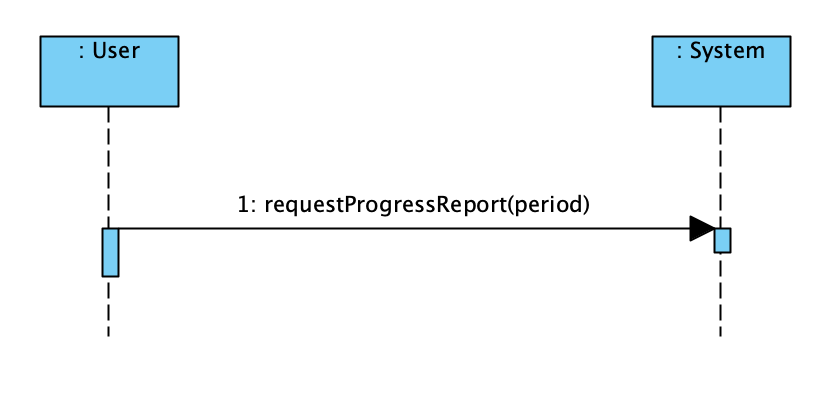 : User
: System
1: requestProgressReport(period)